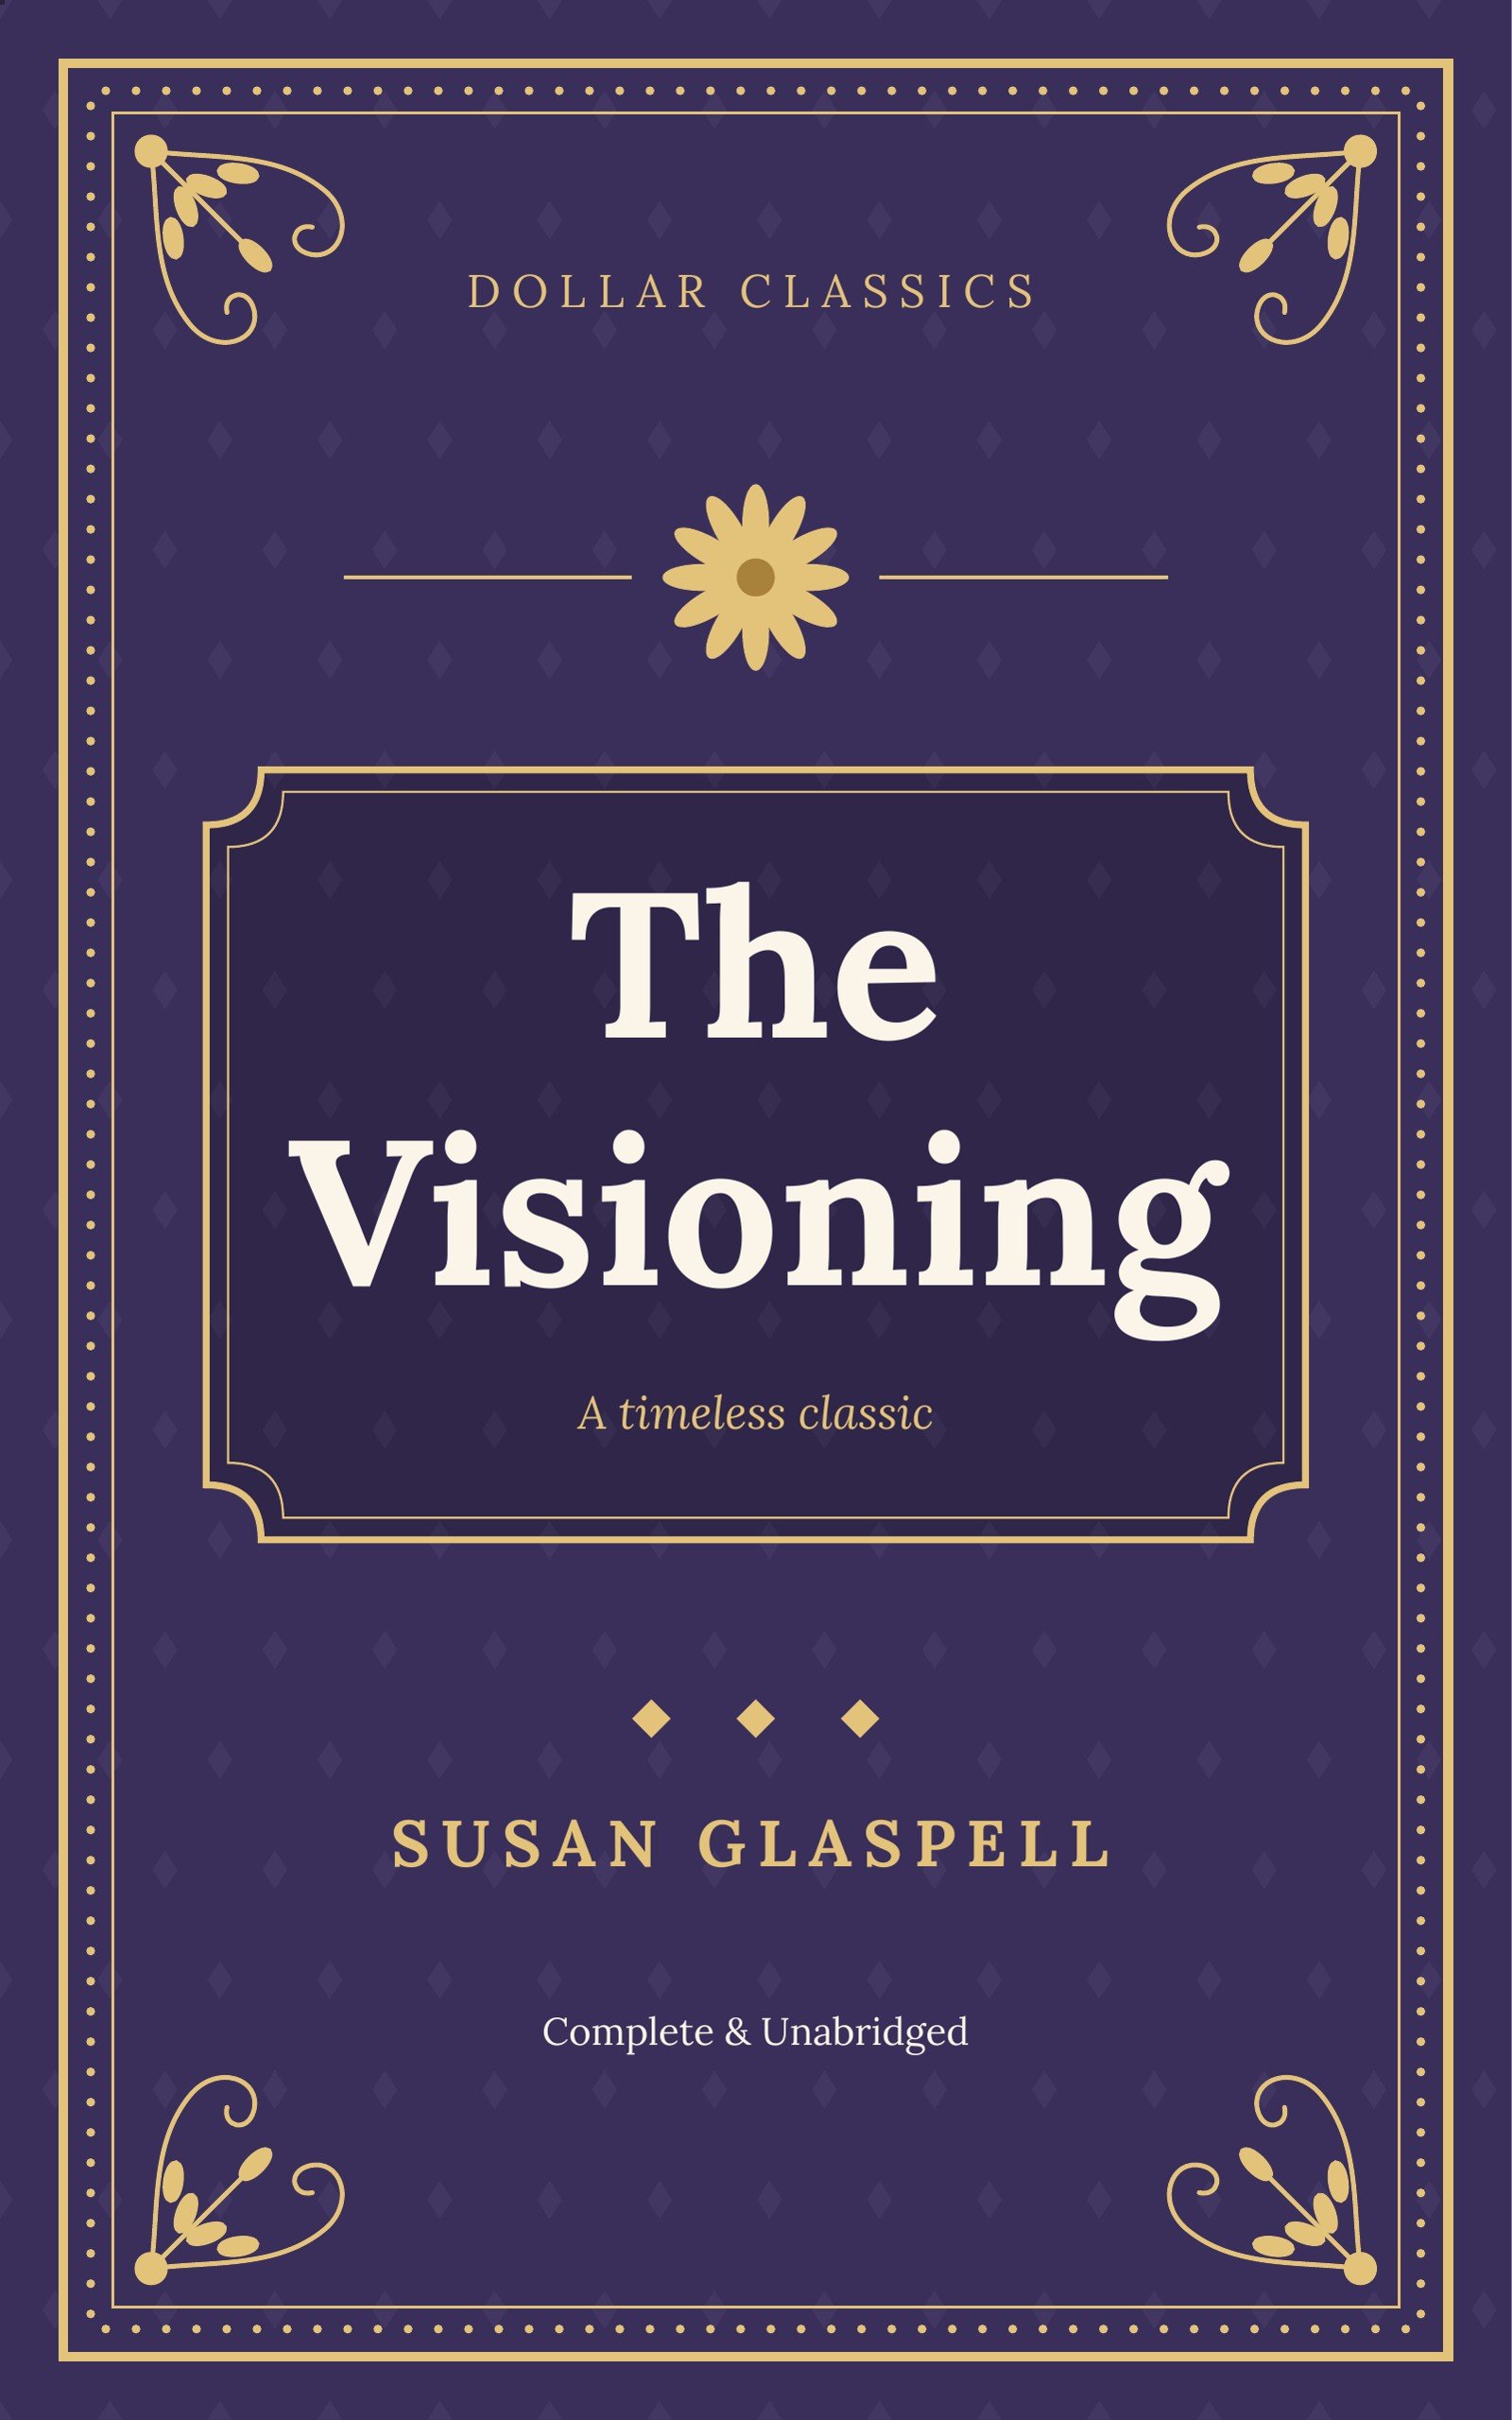 DOLLAR CLASSICS
The
Visioning
A timeless classic
SUSAN GLASPELL
Complete & Unabridged